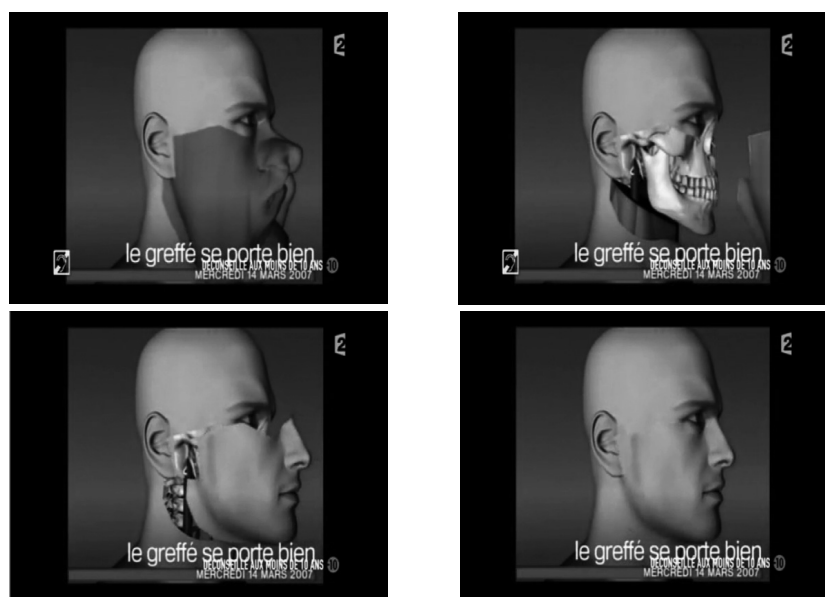 2
le greffé se porte bien
DÉCONSEILLÉ AUX MOINS DE 10 ANS -10
MERCREDI 14 MARS 2007
2
le greffé se porte bien
DÉCONSEILLÉ AUX MOINS DE 10 ANS -10
MERCREDI 14 MARS 2007
2
le greffé se porte bien
DÉCONSEILLÉ AUX MOINS DE 10 ANS -10
MERCREDI 14 MARS 2007
2
le greffé se porte bien
DÉCONSEILLÉ AUX MOINS DE 10 ANS -10
MERCREDI 14 MARS 2007